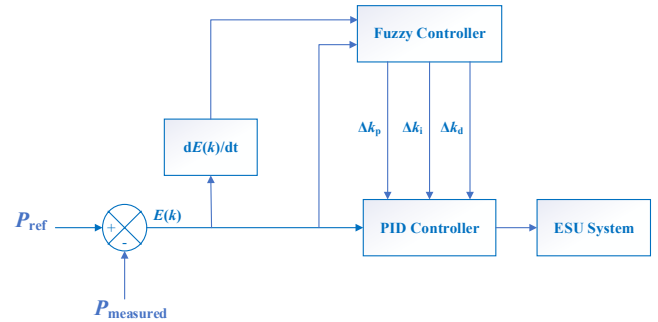 Fuzzy Controller
Δkp
Δki
Δkd
dE(k)/dt
E(k)
Pref
+
-
PID Controller
ESU System
Pmeasured